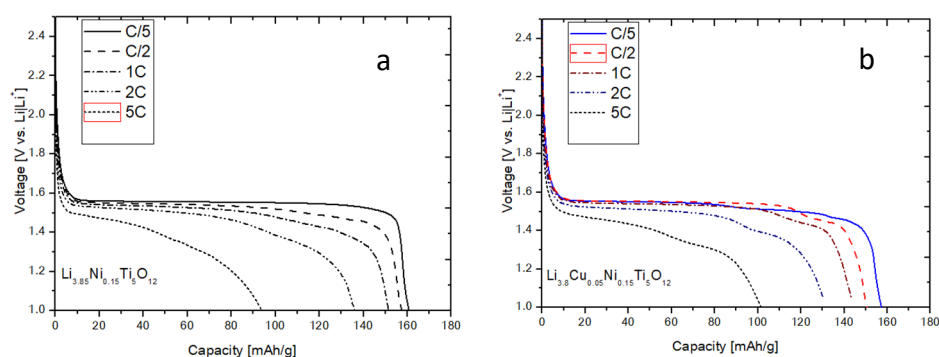 a
C/5
C/2
1C
2C
5C
Voltage [V vs. Li|Li⁺]
2.4
2.2
2.0
1.8
1.6
1.4
1.2
1.0
Li₃.₈₅Ni₀.₁₅Ti₅O₁₂
0 20 40 60 80 100 120 140 160 180
Capacity [mAh/g]
b
C/5
C/2
1C
2C
5C
Voltage [V vs. Li|Li⁺]
2.4
2.2
2.0
1.8
1.6
1.4
1.2
1.0
Li₃.₈Cu₀.₀₅Ni₀.₁₅Ti₅O₁₂
0 20 40 60 80 100 120 140 160 180
Capacity [mAh/g]